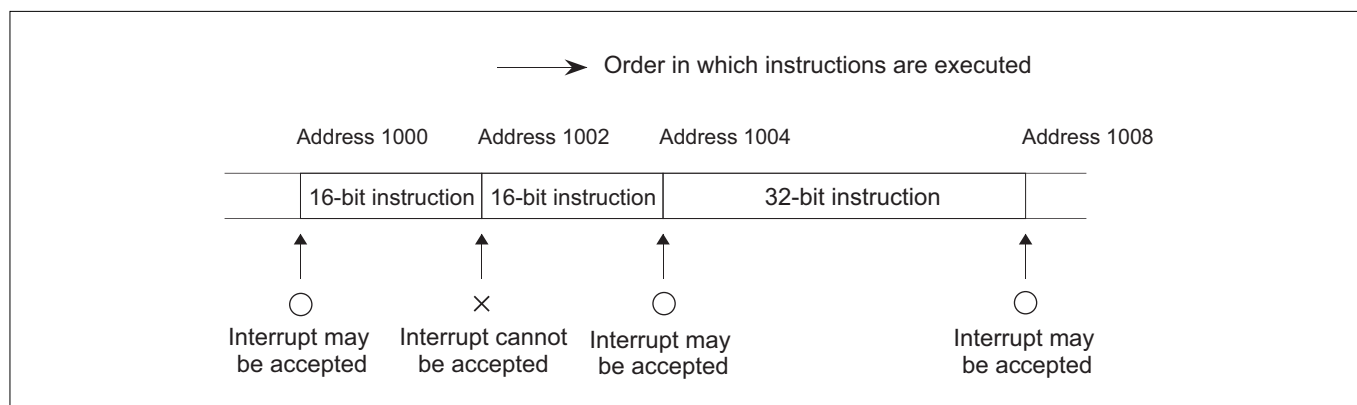 Order in which instructions are executed
Address 1000 Address 1002 Address 1004 Address 1008
16-bit instruction 16-bit instruction 32-bit instruction
Interrupt may
be accepted
Interrupt cannot
be accepted
Interrupt may
be accepted
Interrupt may
be accepted